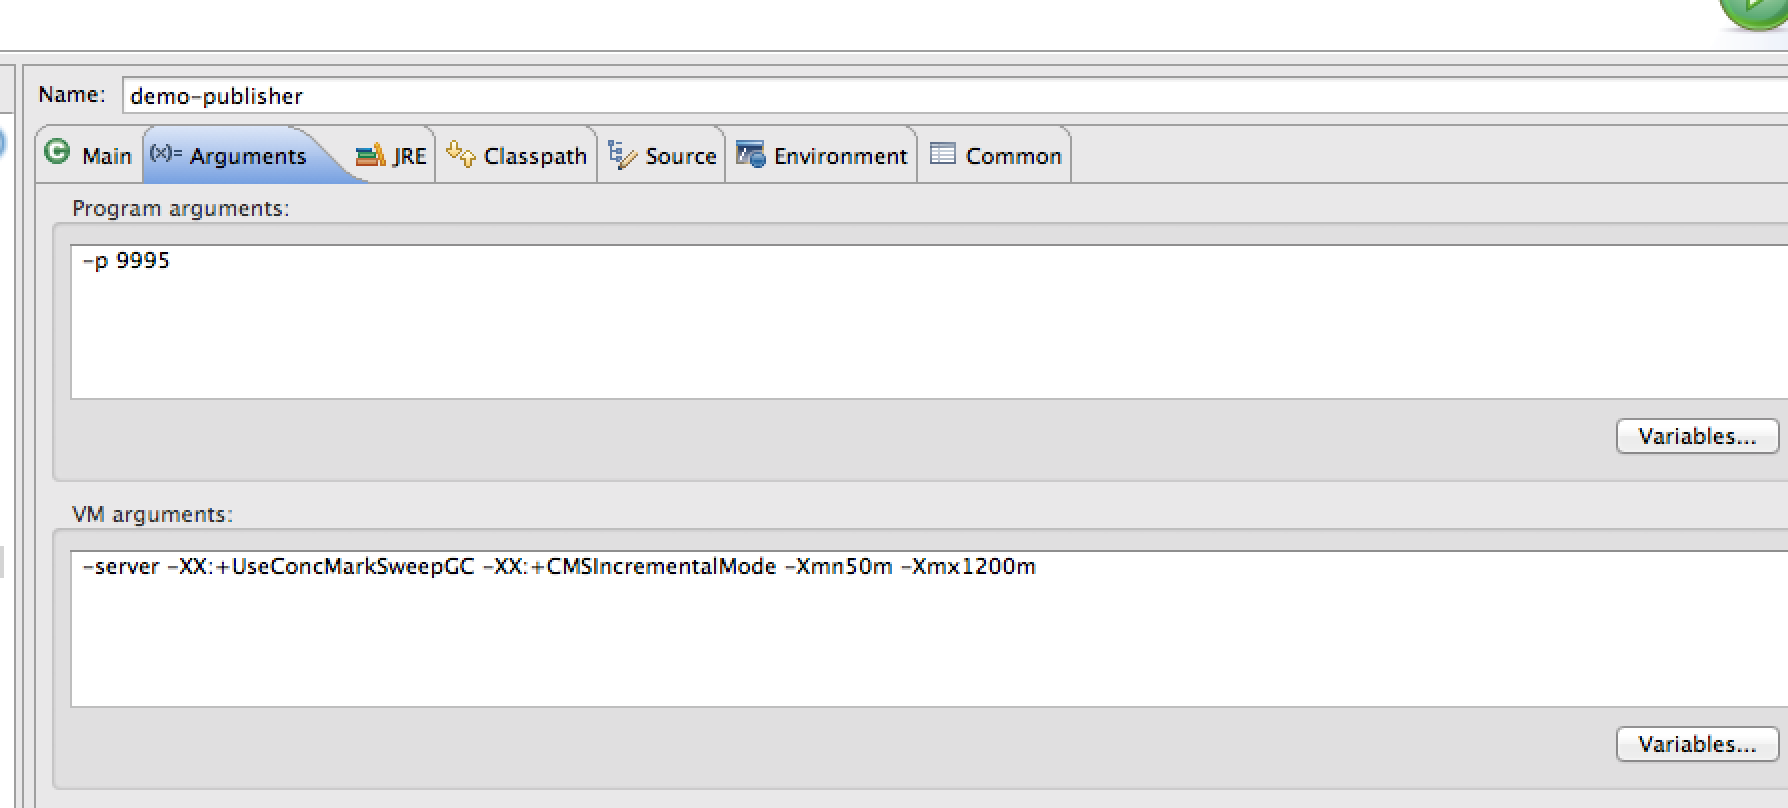 Name: demo-publisher
Main (x)= Arguments JRE Classpath Source Environment Common
Program arguments:
-p 9995
Variables...
VM arguments:
-server -XX:+UseConcMarkSweepGC -XX:+CMSIncrementalMode -Xmn50m -Xmx1200m
Variables...